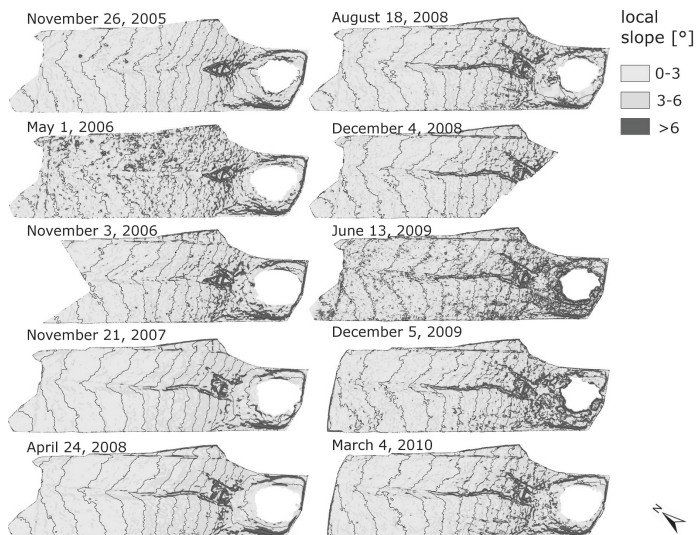 November 26, 2005
May 1, 2006
November 3, 2006
November 21, 2007
April 24, 2008
August 18, 2008
December 4, 2008
June 13, 2009
December 5, 2009
March 4, 2010
local
slope [°]
0-3
3-6
>6
N